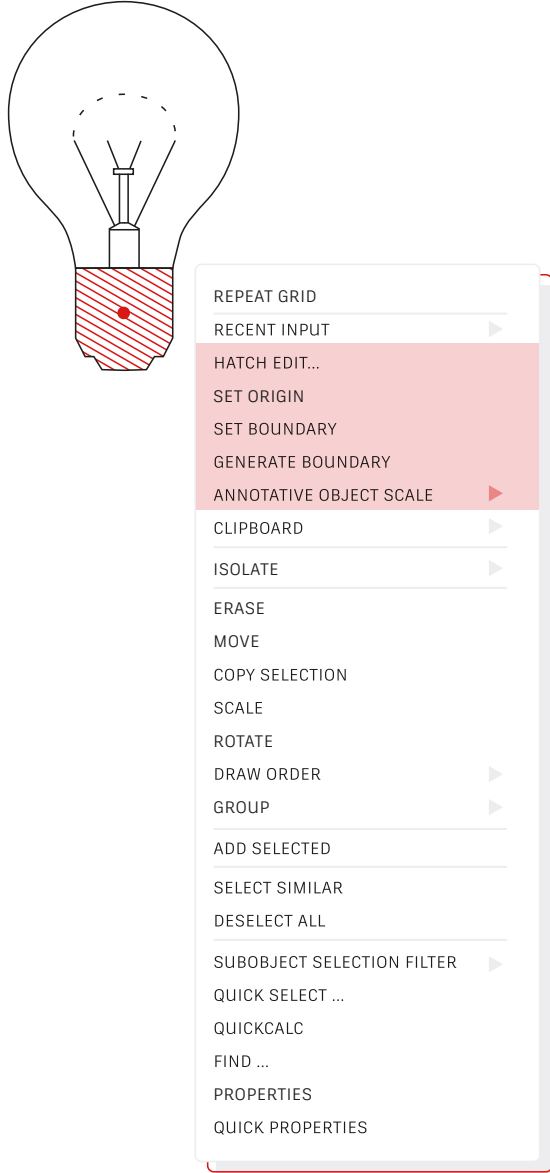 REPEAT GRID
RECENT INPUT
HATCH EDIT...
SET ORIGIN
SET BOUNDARY
GENERATE BOUNDARY
ANNOTATIVE OBJECT SCALE
CLIPBOARD
ISOLATE
ERASE
MOVE
COPY SELECTION
SCALE
ROTATE
DRAW ORDER
GROUP
ADD SELECTED
SELECT SIMILAR
DESELECT ALL
SUBOBJECT SELECTION FILTER
QUICK SELECT ...
QUICKCALC
FIND ...
PROPERTIES
QUICK PROPERTIES